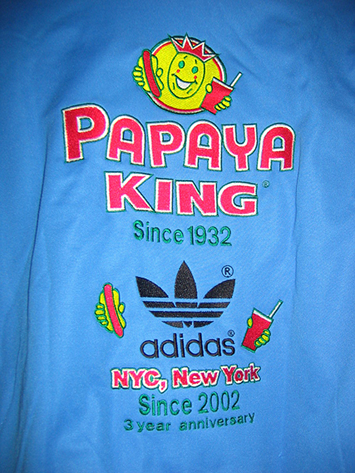 PAPAYA
KING®
Since 1932
®
adidas®
NYC, New York
Since 2002
3 year anniversary